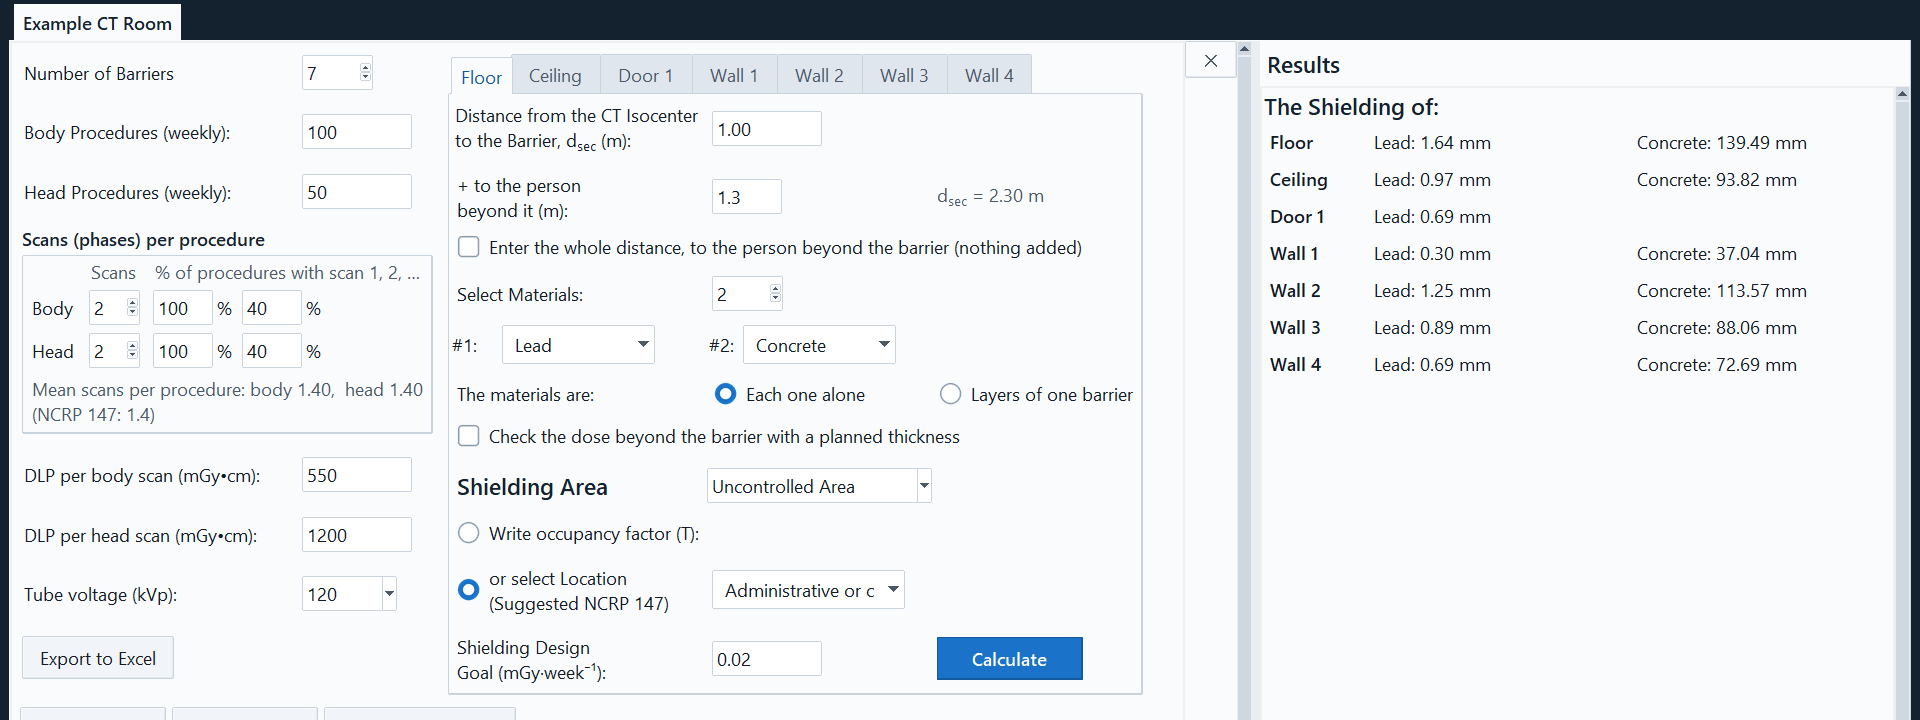 Example CT Room
Number of Barriers 7
Body Procedures (weekly): 100
Head Procedures (weekly): 50
Scans (phases) per procedure
Scans % of procedures with scan 1, 2, ...
Body 2 100 % 40 %
Head 2 100 % 40 %
Mean scans per procedure: body 1.40, head 1.40
(NCRP 147: 1.4)
DLP per body scan (mGy•cm): 550
DLP per head scan (mGy•cm): 1200
Tube voltage (kVp): 120
Export to Excel
Floor Ceiling Door 1 Wall 1 Wall 2 Wall 3 Wall 4
Distance from the CT Isocenter
to the Barrier, dsec (m): 1.00
+ to the person
beyond it (m): 1.3 dsec = 2.30 m
Enter the whole distance, to the person beyond the barrier (nothing added)
Select Materials: 2
#1: Lead #2: Concrete
The materials are: Each one alone Layers of one barrier
Check the dose beyond the barrier with a planned thickness
Shielding Area Uncontrolled Area
Write occupancy factor (T):
or select Location
(Suggested NCRP 147) Administrative or c
Shielding Design
Goal (mGy·week⁻¹): 0.02
Calculate
Results
The Shielding of:
Floor Lead: 1.64 mm Concrete: 139.49 mm
Ceiling Lead: 0.97 mm Concrete: 93.82 mm
Door 1 Lead: 0.69 mm
Wall 1 Lead: 0.30 mm Concrete: 37.04 mm
Wall 2 Lead: 1.25 mm Concrete: 113.57 mm
Wall 3 Lead: 0.89 mm Concrete: 88.06 mm
Wall 4 Lead: 0.69 mm Concrete: 72.69 mm